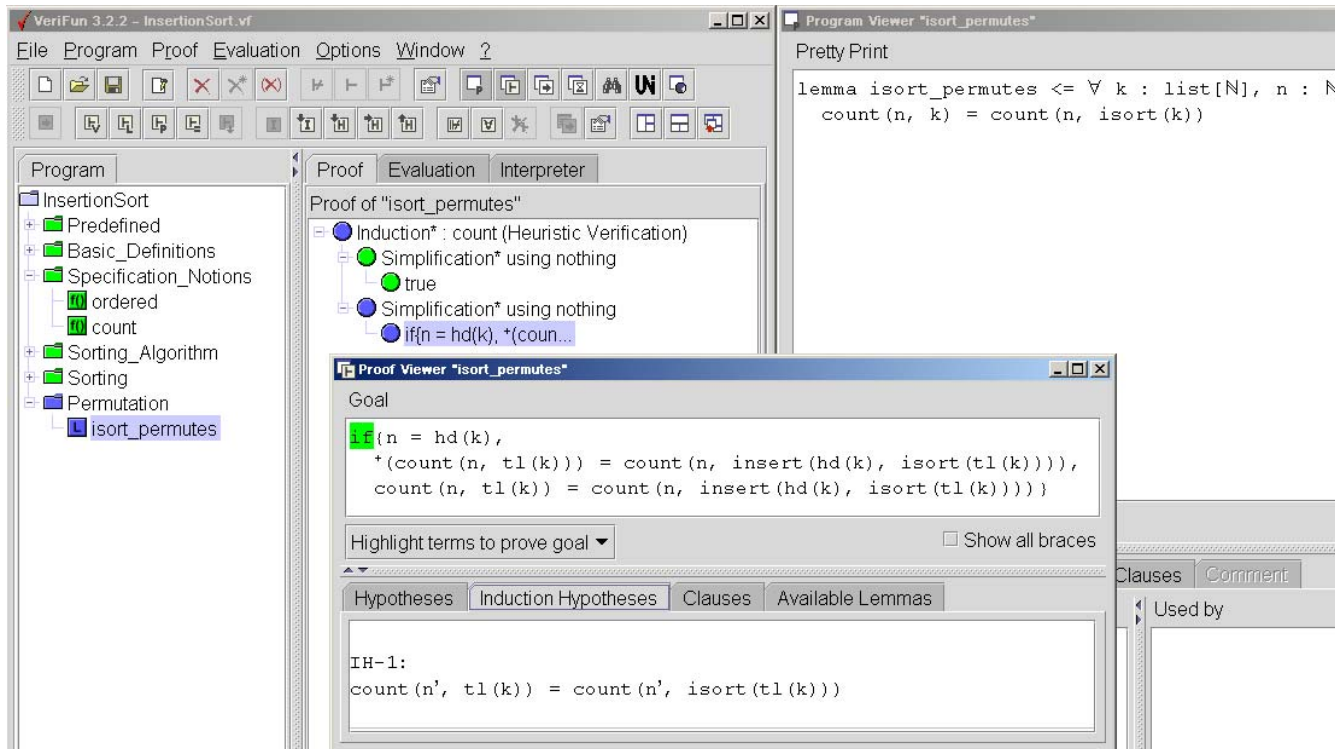 VeriFun 3.2.2 - InsertionSort.vf
File Program Proof Evaluation Options Window ?
Program
InsertionSort
Predefined
Basic_Definitions
Specification_Notions
f() ordered
f() count
Sorting_Algorithm
Sorting
Permutation
L isort_permutes
Proof Evaluation Interpreter
Proof of "isort_permutes"
Induction* : count (Heuristic Verification)
Simplification* using nothing
true
Simplification* using nothing
if{n = hd(k), ⁺(coun...
Program Viewer "isort_permutes"
Pretty Print
lemma isort_permutes <= ∀ k : list[ℕ], n : ℕ
count(n, k) = count(n, isort(k))
Proof Viewer "isort_permutes"
Goal
if{n = hd(k),
⁺(count(n, tl(k))) = count(n, insert(hd(k), isort(tl(k)))),
count(n, tl(k)) = count(n, insert(hd(k), isort(tl(k))))}
Highlight terms to prove goal
Show all braces
Hypotheses Induction Hypotheses Clauses Available Lemmas
IH-1:
count(n’, tl(k)) = count(n’, isort(tl(k)))
Clauses Comment
Used by